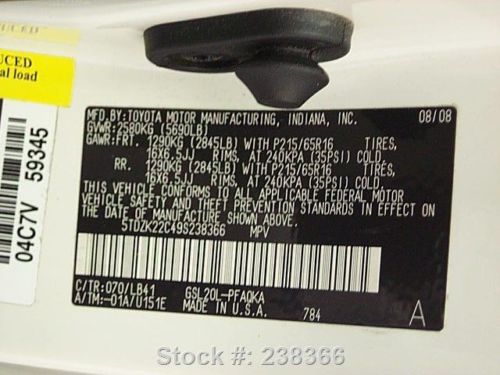 UCED
al load
04C7V 59345
MFD. BY: TOYOTA MOTOR MANUFACTURING, INDIANA, INC. 08/08
GVWR: 2580KG (5690LB)
GAWR: FRT. 1290KG (2845LB) WITH P215/65R16 TIRES,
16X6.5JJ RIMS, AT 240KPA (35PSI) COLD.
RR. 1290KG (2845LB) WITH P215/65R16 TIRES,
16X6.5JJ RIMS, AT 240KPA (35PSI) COLD.
THIS VEHICLE CONFORMS TO ALL APPLICABLE FEDERAL MOTOR
VEHICLE SAFETY STANDARDS IN EFFECT ON
THE DATE OF MANUFACTURE SHOWN ABOVE.
5TDZK22C49S238366 MPV
C/TR: 070/LB41 GSL20L-PFAQKA
A/TM: -01A/U151E MADE IN U.S.A. 784 A
Stock #: 238366